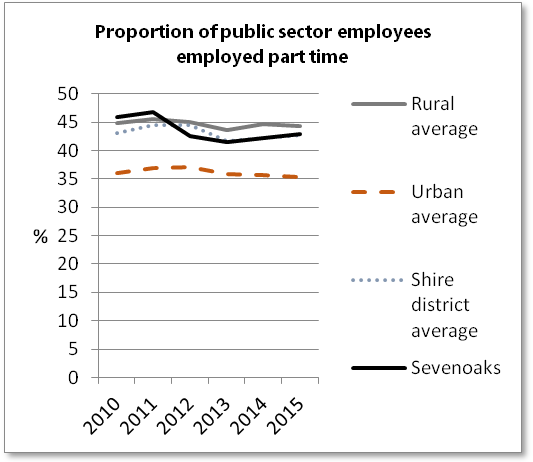 Proportion of public sector employees
employed part time
50
45
40
35
30
25
20
15
10
5
0
%
2010
2011
2012
2013
2014
2015
Rural
average
Urban
average
Shire
district
average
Sevenoaks